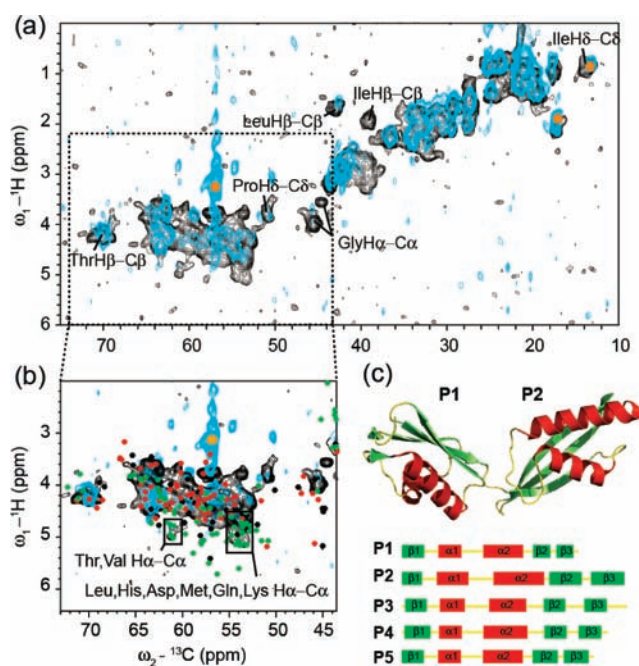 (a)
ω₁ – ¹H (ppm)
0
1
2
3
4
5
6
IleHδ–Cδ
IleHβ–Cβ
LeuHβ–Cβ
ProHδ–Cδ
GlyHα–Cα
ThrHβ–Cβ
70 60 50 40 30 20 10
(b)
ω₁ – ¹H (ppm)
3
4
5
6
Thr,Val Hα–Cα
Leu,His,Asp,Met,Gln,Lys Hα–Cα
70 65 60 55 50 45
ω₂ - ¹³C (ppm)
(c)
P1 P2
P1 β1 α1 α2 β2 β3
P2 β1 α1 α2 β2 β3
P3 β1 α1 α2 β2 β3
P4 β1 α1 α2 β2 β3
P5 β1 α1 α2 β2 β3